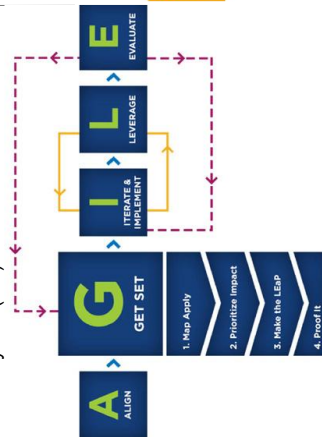 A
ALIGN
G
GET SET
1. Map Apply
2. Prioritize Impact
3. Make the LEaP
4. Proof It
I
ITERATE &
IMPLEMENT
L
LEVERAGE
E
EVALUATE